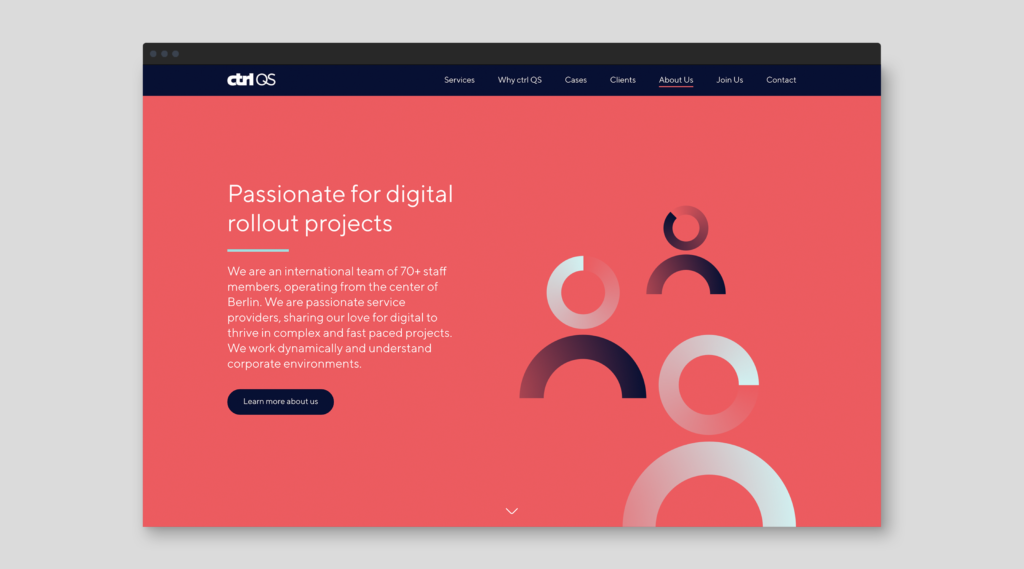 ctrl QS
Services Why ctrl QS Cases Clients About Us Join Us Contact
Passionate for digital
rollout projects
We are an international team of 70+ staff
members, operating from the center of
Berlin. We are passionate service
providers, sharing our love for digital to
thrive in complex and fast paced projects.
We work dynamically and understand
corporate environments.
Learn more about us